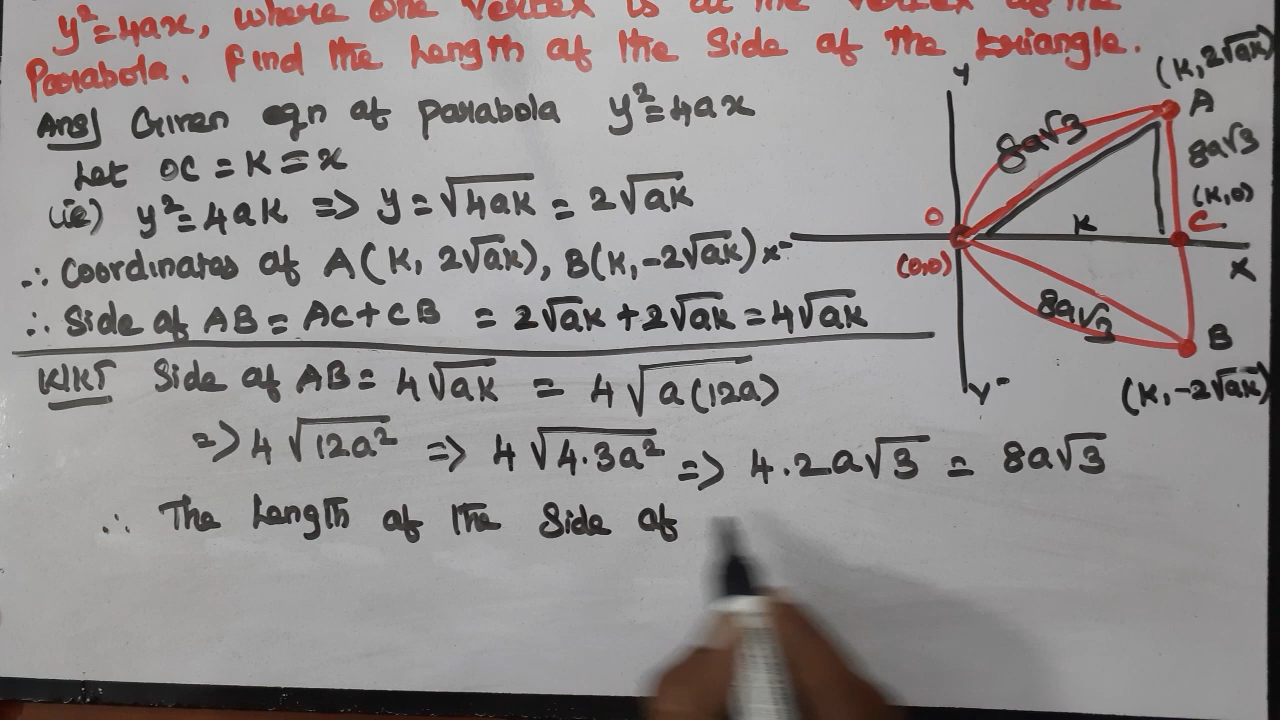 y²=4ax, where one vertex is at the vertex of the
Parabola. Find the Length of the Side of the triangle.
Ans] Given eqn of parabola y²=4ax
Let OC = K = x
(ie) y²=4ak => y=√4ak = 2√ak
∴ Coordinates of A(K, 2√ak), B(K,-2√ak)
∴ Side of AB = AC+CB = 2√ak+2√ak=4√ak
WKT Side of AB= 4√ak = 4√a(12a)
=> 4√12a² => 4√4.3a² => 4.2a√3 = 8a√3
∴ The Length of the Side of
Y
(K, 2√ak)
A
8a√3
8a√3
(K,0)
O
K
C
x-
(0,0)
X
8a√3
B
Y-
(K,-2√ak)